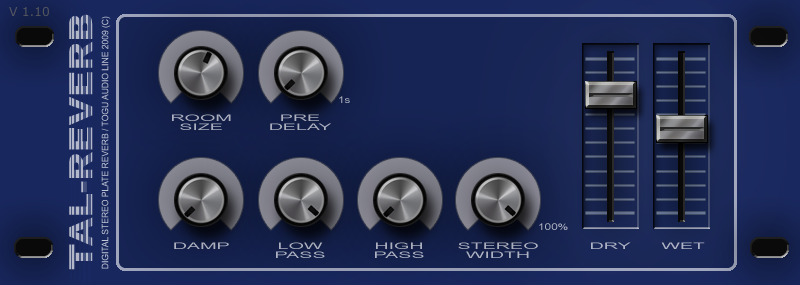 V 1.10
TAL-REVERB
DIGITAL STEREO PLATE REVERB / TOGU AUDIO LINE 2009 (C)
ROOM
SIZE
PRE
DELAY
1s
DAMP
LOW
PASS
HIGH
PASS
STEREO
WIDTH
100%
DRY
WET